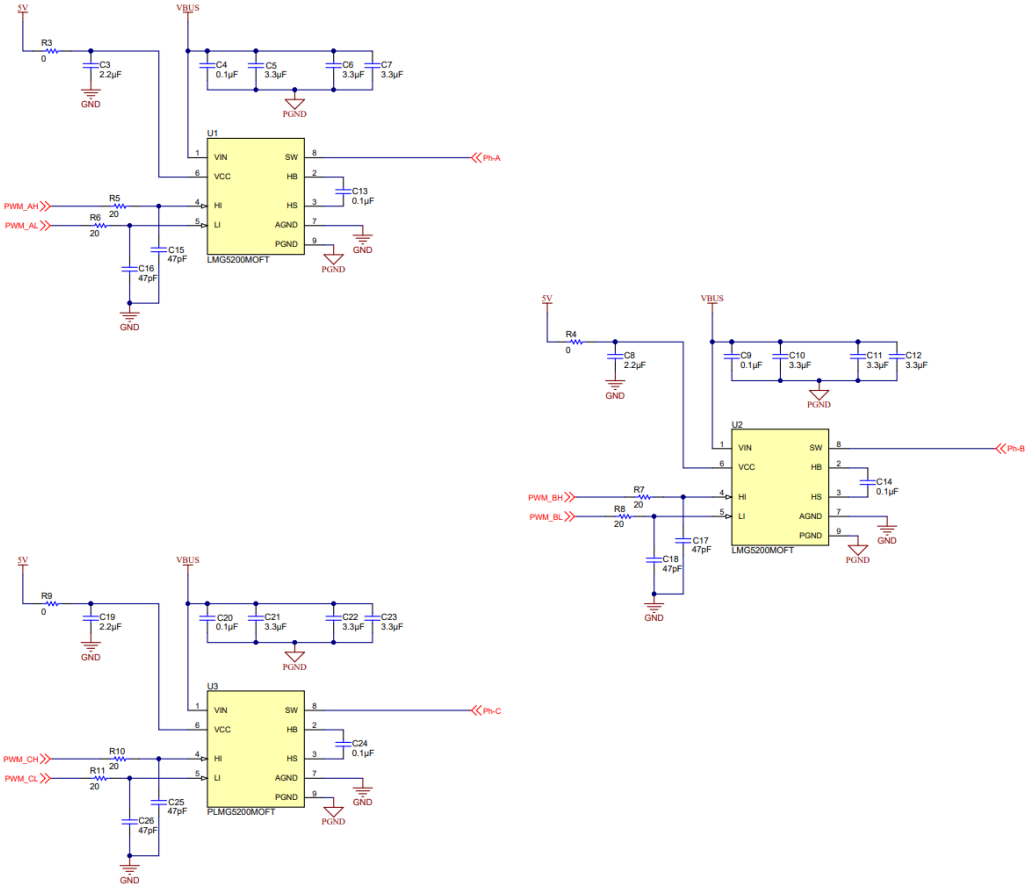 5V
VBUS
R3
0
C3
2.2µF
GND
C4
0.1µF
C5
3.3µF
C6
3.3µF
C7
3.3µF
PGND
U1
1
VIN
SW
8
6
VCC
HB
2
4
HI
HS
3
5
LI
AGND
7
PGND
9
LMG5200MOFT
Ph-A
C13
0.1µF
GND
PGND
PWM_AH
R5
20
PWM_AL
R6
20
C15
47pF
C16
47pF
GND
5V
VBUS
R4
0
C8
2.2µF
GND
C9
0.1µF
C10
3.3µF
C11
3.3µF
C12
3.3µF
PGND
U2
1
VIN
SW
8
6
VCC
HB
2
4
HI
HS
3
5
LI
AGND
7
PGND
9
LMG5200MOFT
Ph-B
C14
0.1µF
GND
PGND
PWM_BH
R7
20
PWM_BL
R8
20
C17
47pF
C18
47pF
GND
5V
VBUS
R9
0
C19
2.2µF
GND
C20
0.1µF
C21
3.3µF
C22
3.3µF
C23
3.3µF
PGND
U3
1
VIN
SW
8
6
VCC
HB
2
4
HI
HS
3
5
LI
AGND
7
PGND
9
PLMG5200MOFT
Ph-C
C24
0.1µF
GND
PGND
PWM_CH
R10
20
PWM_CL
R11
20
C25
47pF
C26
47pF
GND